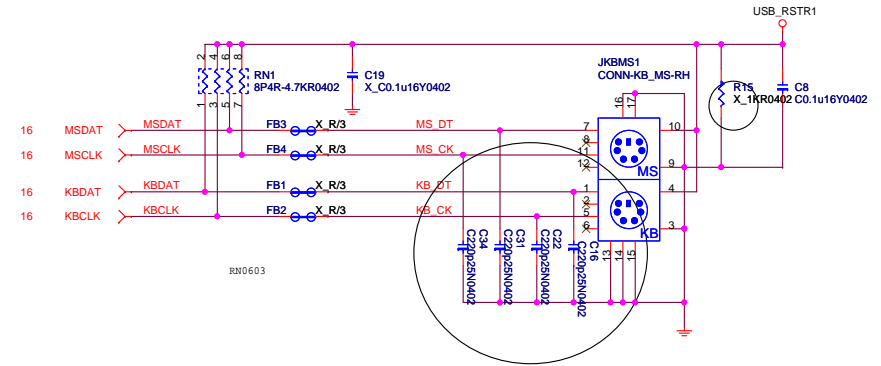 USB_RSTR1
2 4 6 8
RN1
8P4R-4.7KR0402
1 3 5 7
C19
X_C0.1u16Y0402
JKBMS1
CONN-KB_MS-RH
R15
X_1KR0402
C8
C0.1u16Y0402
16 17
16 MSDAT MSDAT FB3 X_R/3 MS_DT 7 10
8
16 MSCLK MSCLK FB4 X_R/3 MS_CK 11
12 MS 9
16 KBDAT KBDAT FB1 X_R/3 KB_DT 1 4
2
16 KBCLK KBCLK FB2 X_R/3 KB_CK 5
6 KB 3
C34
C220p25N0402
C31
C220p25N0402
C22
C220p25N0402
C16
C220p25N0402
13 14 15
RN0603